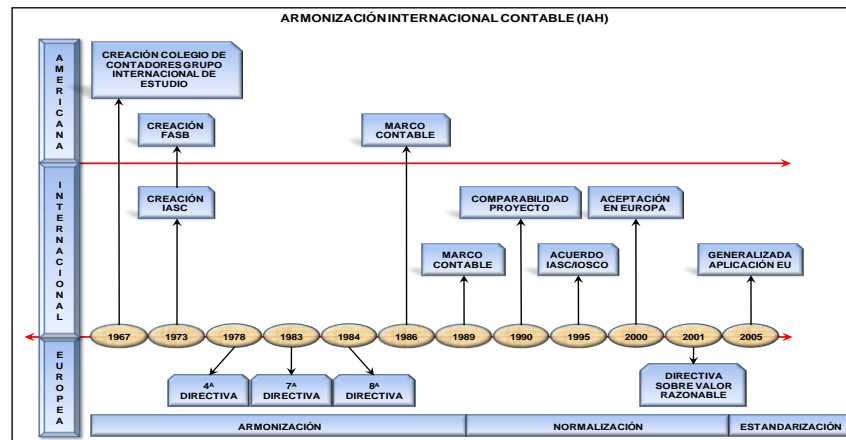 ARMONIZACIÓN INTERNACIONAL CONTABLE (IAH)
AMERICANA
CREACIÓN COLEGIO DE
CONTADORES GRUPO
INTERNACIONAL DE
ESTUDIO
CREACIÓN
FASB
MARCO
CONTABLE
INTERNACIONAL
CREACIÓN
IASC
COMPARABILIDAD
PROYECTO
ACEPTACIÓN
EN EUROPA
MARCO
CONTABLE
ACUERDO
IASC/IOSCO
GENERALIZADA
APLICACIÓN EU
1967
1973
1978
1983
1984
1986
1989
1990
1995
2000
2001
2005
EUROPEA
4ᴬ
DIRECTIVA
7ᴬ
DIRECTIVA
8ᴬ
DIRECTIVA
DIRECTIVA
SOBRE VALOR
RAZONABLE
ARMONIZACIÓN
NORMALIZACIÓN
ESTANDARIZACIÓN